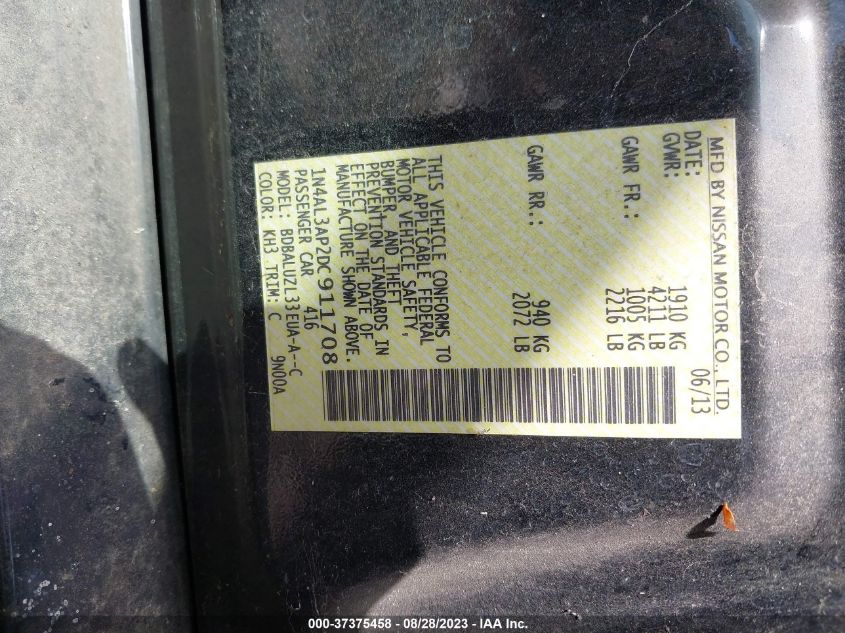 MFD BY NISSAN MOTOR CO., LTD.
DATE: 06/13
GVWR: 1910 KG
4211 LB
GAWR FR.: 1005 KG
2216 LB
GAWR RR.: 940 KG
2072 LB
THIS VEHICLE CONFORMS TO
ALL APPLICABLE FEDERAL
MOTOR VEHICLE SAFETY,
BUMPER, AND THEFT
PREVENTION STANDARDS IN
EFFECT ON THE DATE OF
MANUFACTURE SHOWN ABOVE.
1N4AL3AP2DC911708
PASSENGER CAR 416
MODEL: BDBALUZL33EUA-A--C
COLOR: KH3 TRIM: C 9N00A
000-37375458 - 08/28/2023 - IAA Inc.